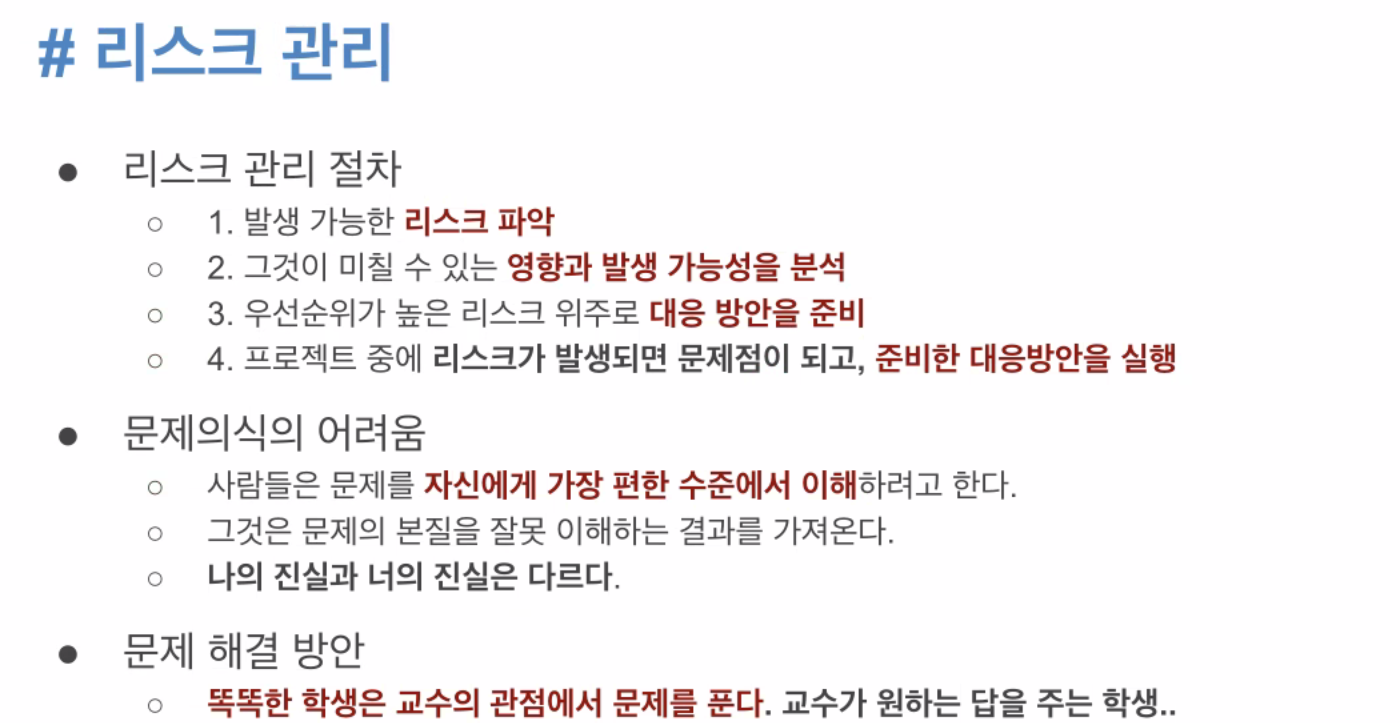 # 리스크 관리
● 리스크 관리 절차
○ 1. 발생 가능한 리스크 파악
○ 2. 그것이 미칠 수 있는 영향과 발생 가능성을 분석
○ 3. 우선순위가 높은 리스크 위주로 대응 방안을 준비
○ 4. 프로젝트 중에 리스크가 발생되면 문제점이 되고, 준비한 대응방안을 실행
● 문제의식의 어려움
○ 사람들은 문제를 자신에게 가장 편한 수준에서 이해하려고 한다.
○ 그것은 문제의 본질을 잘못 이해하는 결과를 가져온다.
○ 나의 진실과 너의 진실은 다르다.
● 문제 해결 방안
○ 똑똑한 학생은 교수의 관점에서 문제를 푼다. 교수가 원하는 답을 주는 학생..